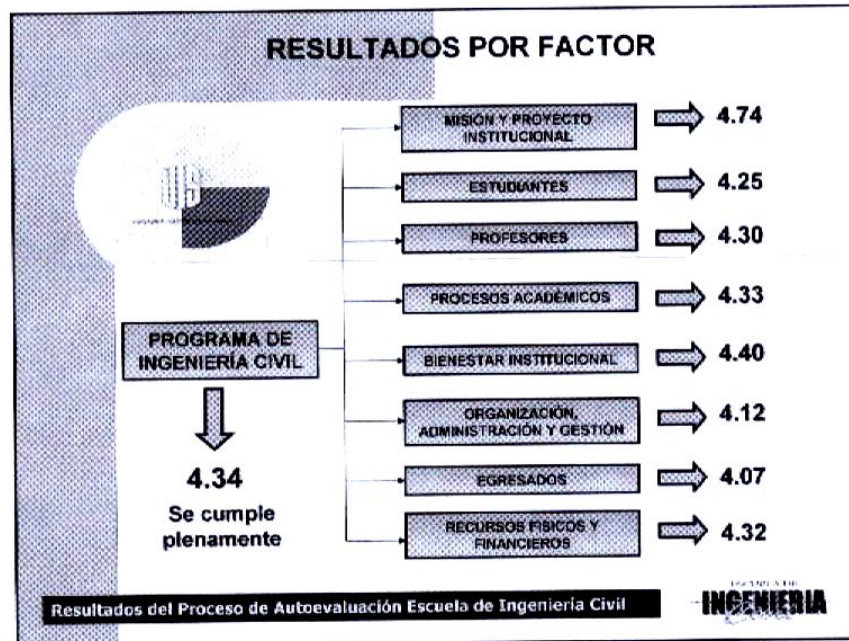 RESULTADOS POR FACTOR
MISIÓN Y PROYECTO
INSTITUCIONAL
4.74
ESTUDIANTES
4.25
PROFESORES
4.30
PROCESOS ACADÉMICOS
4.33
PROGRAMA DE
INGENIERÍA CIVIL
BIENESTAR INSTITUCIONAL
4.40
ORGANIZACIÓN,
ADMINISTRACIÓN Y GESTIÓN
4.12
4.34
Se cumple
plenamente
EGRESADOS
4.07
RECURSOS FÍSICOS Y
FINANCIEROS
4.32
Resultados del Proceso de Autoevaluación Escuela de Ingeniería Civil
INGENIERIA